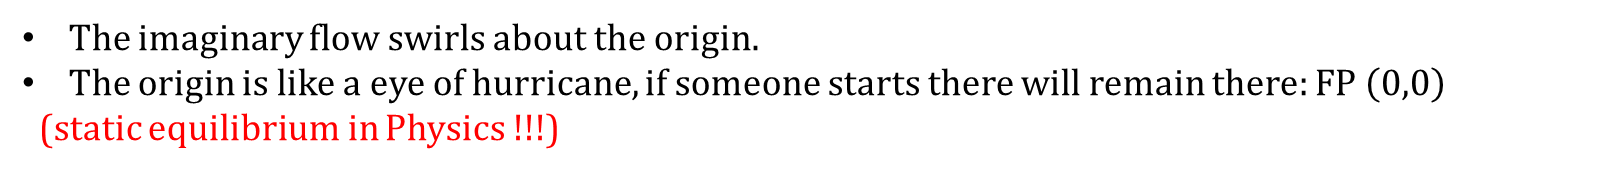 • The imaginary flow swirls about the origin.
• The origin is like a eye of hurricane, if someone starts there will remain there: FP (0,0)
(static equilibrium in Physics !!!)